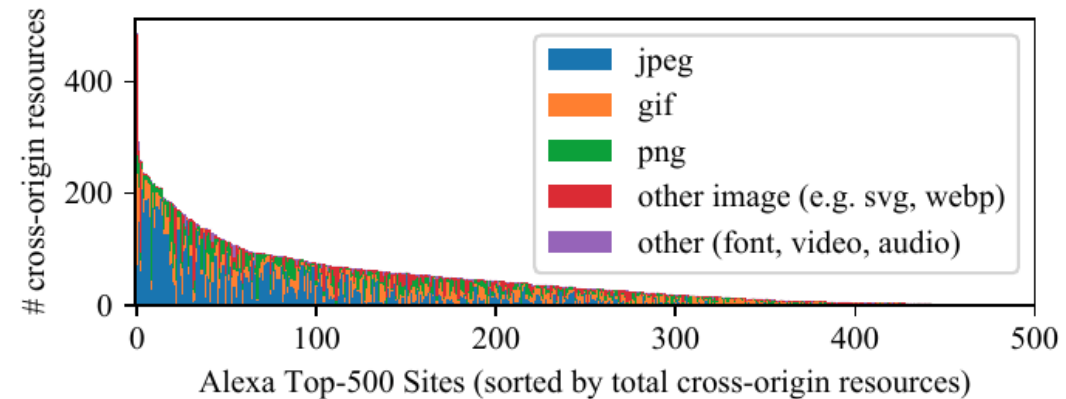 # cross-origin resources
400
200
0
jpeg
gif
png
other image (e.g. svg, webp)
other (font, video, audio)
0 100 200 300 400 500
Alexa Top-500 Sites (sorted by total cross-origin resources)